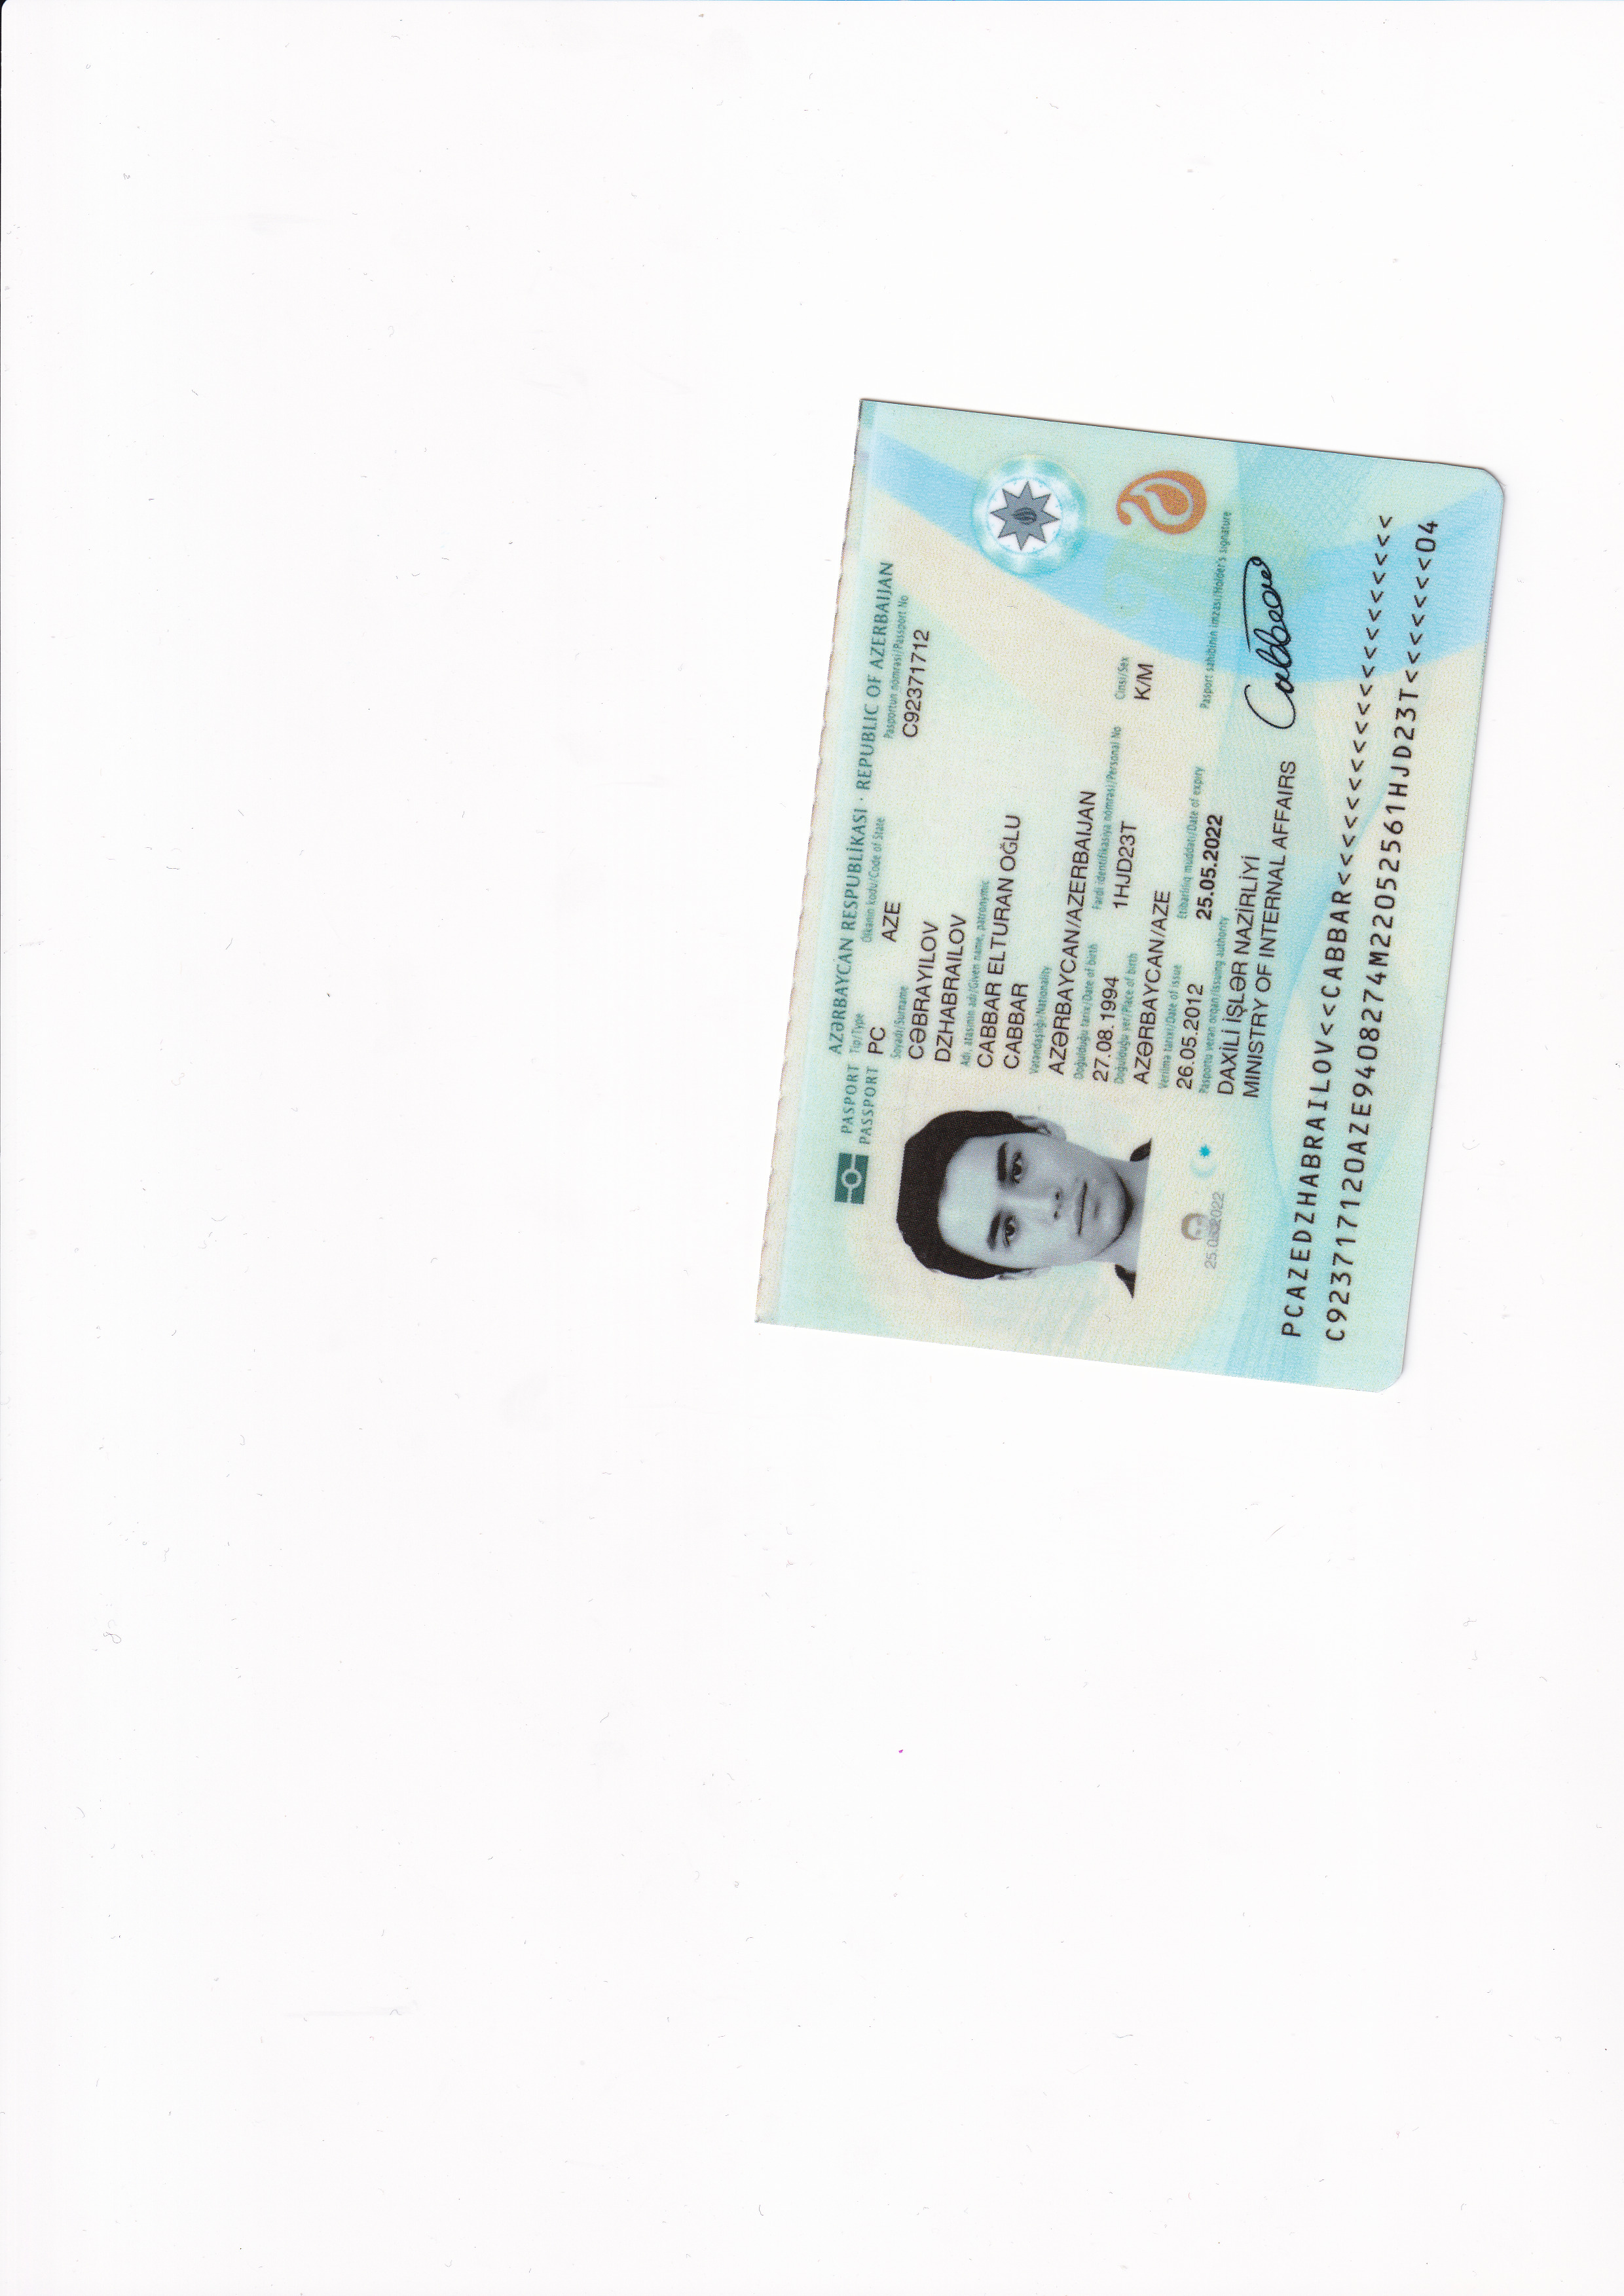 PASPORT AZƏRBAYCAN RESPUBLİKASI · REPUBLIC OF AZERBAIJAN
PASSPORT
Tip/Type Ölkənin kodu/Code of State Pasportun nömrəsi/Passport No
PC AZE C92371712
Soyadı/Surname
CƏBRAYILOV
DZHABRAILOV
Adı, atasının adı/Given name, patronymic
CABBAR ELTURAN OĞLU
CABBAR
Vətəndaşlığı/Nationality
AZƏRBAYCAN/AZERBAIJAN
Doğulduğu tarix/Date of birth Fərdi identifikasiya nömrəsi/Personal No Cinsi/Sex
27.08.1994 1HJD23T K/M
Doğulduğu yer/Place of birth
AZƏRBAYCAN/AZE
Verilmə tarixi/Date of issue Etibarlılıq müddəti/Date of expiry Pasport sahibinin imzası/Holder's signature
26.05.2012 25.05.2022
Pasportu verən orqan/Issuing authority
DAXİLİ İŞLƏR NAZİRLİYİ
MINISTRY OF INTERNAL AFFAIRS
Cabbar
PCAZEDZHABRAILOV<<CABBAR<<<<<<<<<<<<<<<<<<<<
C923717120AZE9408274M22052561HJD23T<<<<<<<04